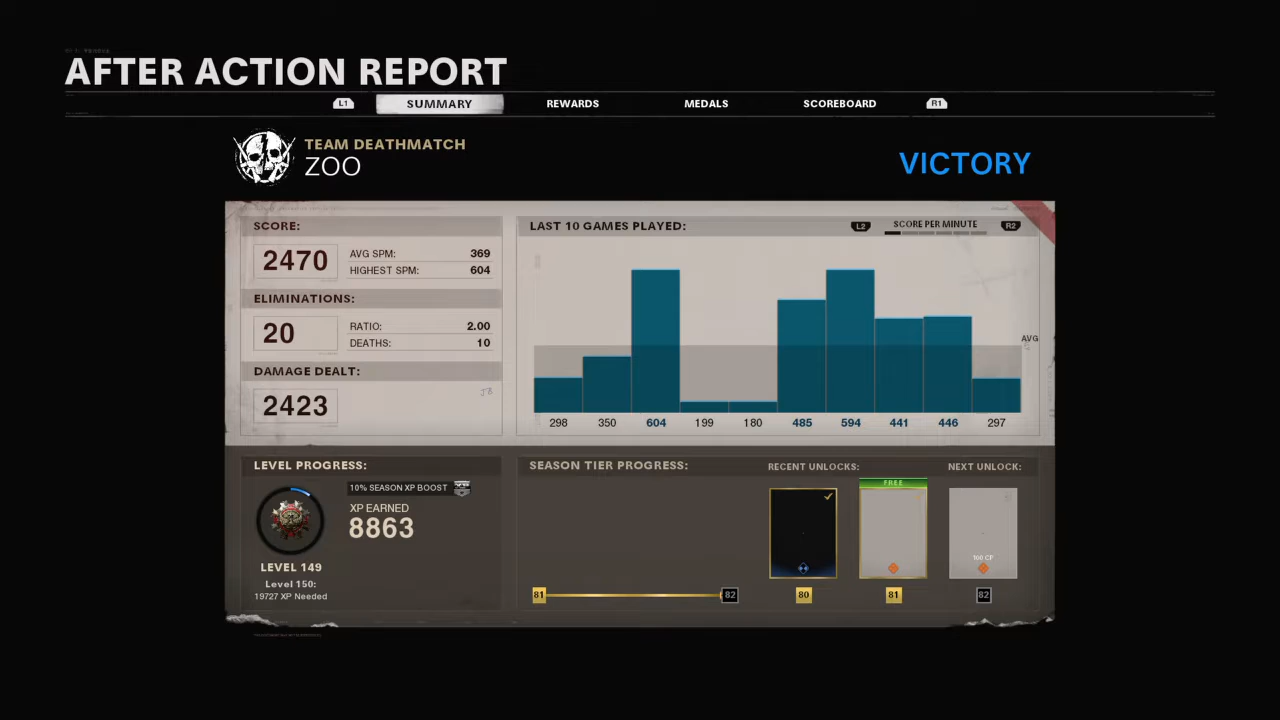 AFTER ACTION REPORT
L1 SUMMARY REWARDS MEDALS SCOREBOARD R1
TEAM DEATHMATCH
ZOO
VICTORY
SCORE:
2470
AVG SPM: 369
HIGHEST SPM: 604
ELIMINATIONS:
20
RATIO: 2.00
DEATHS: 10
DAMAGE DEALT:
2423
LAST 10 GAMES PLAYED:
L2 SCORE PER MINUTE R2
AVG
298 350 604 199 180 485 594 441 446 297
LEVEL PROGRESS:
10% SEASON XP BOOST
XP EARNED
8863
LEVEL 149
Level 150:
19727 XP Needed
SEASON TIER PROGRESS:
81 82
RECENT UNLOCKS:
FREE
80 81
NEXT UNLOCK:
100 CP
82